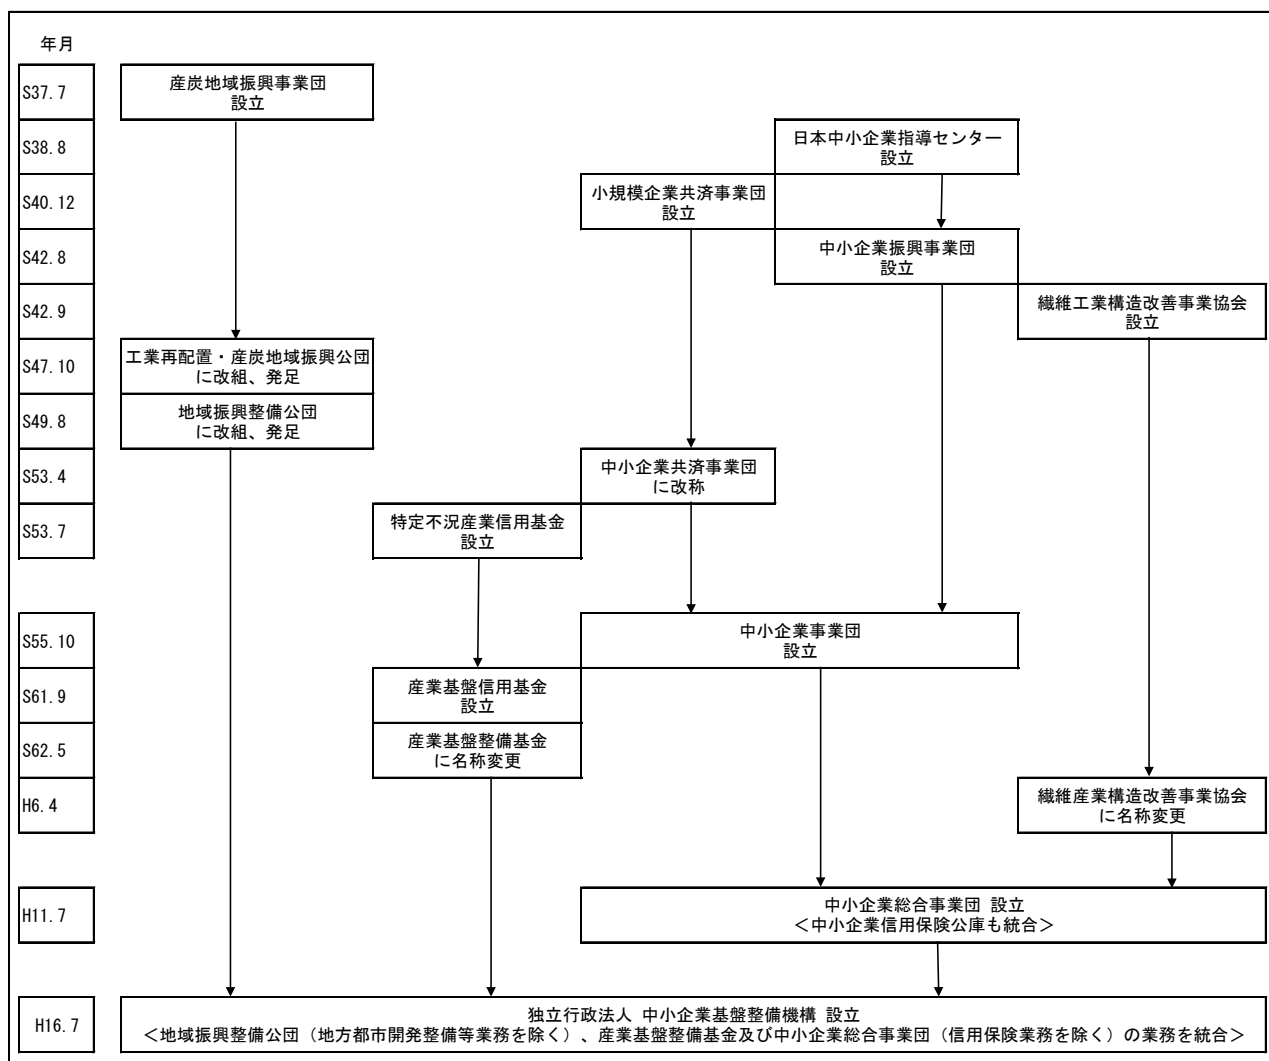 年月
S37.7
産炭地域振興事業団
設立
S38.8
日本中小企業指導センター
設立
S40.12
小規模企業共済事業団
設立
S42.8
中小企業振興事業団
設立
S42.9
繊維工業構造改善事業協会
設立
S47.10
工業再配置・産炭地域振興公団
に改組、発足
S49.8
地域振興整備公団
に改組、発足
S53.4
中小企業共済事業団
に改称
S53.7
特定不況産業信用基金
設立
S55.10
中小企業事業団
設立
S61.9
産業基盤信用基金
設立
S62.5
産業基盤整備基金
に名称変更
H6.4
繊維産業構造改善事業協会
に名称変更
H11.7
中小企業総合事業団 設立
＜中小企業信用保険公庫も統合＞
H16.7
独立行政法人 中小企業基盤整備機構 設立
＜地域振興整備公団（地方都市開発整備等業務を除く）、産業基盤整備基金及び中小企業総合事業団（信用保険業務を除く）の業務を統合＞